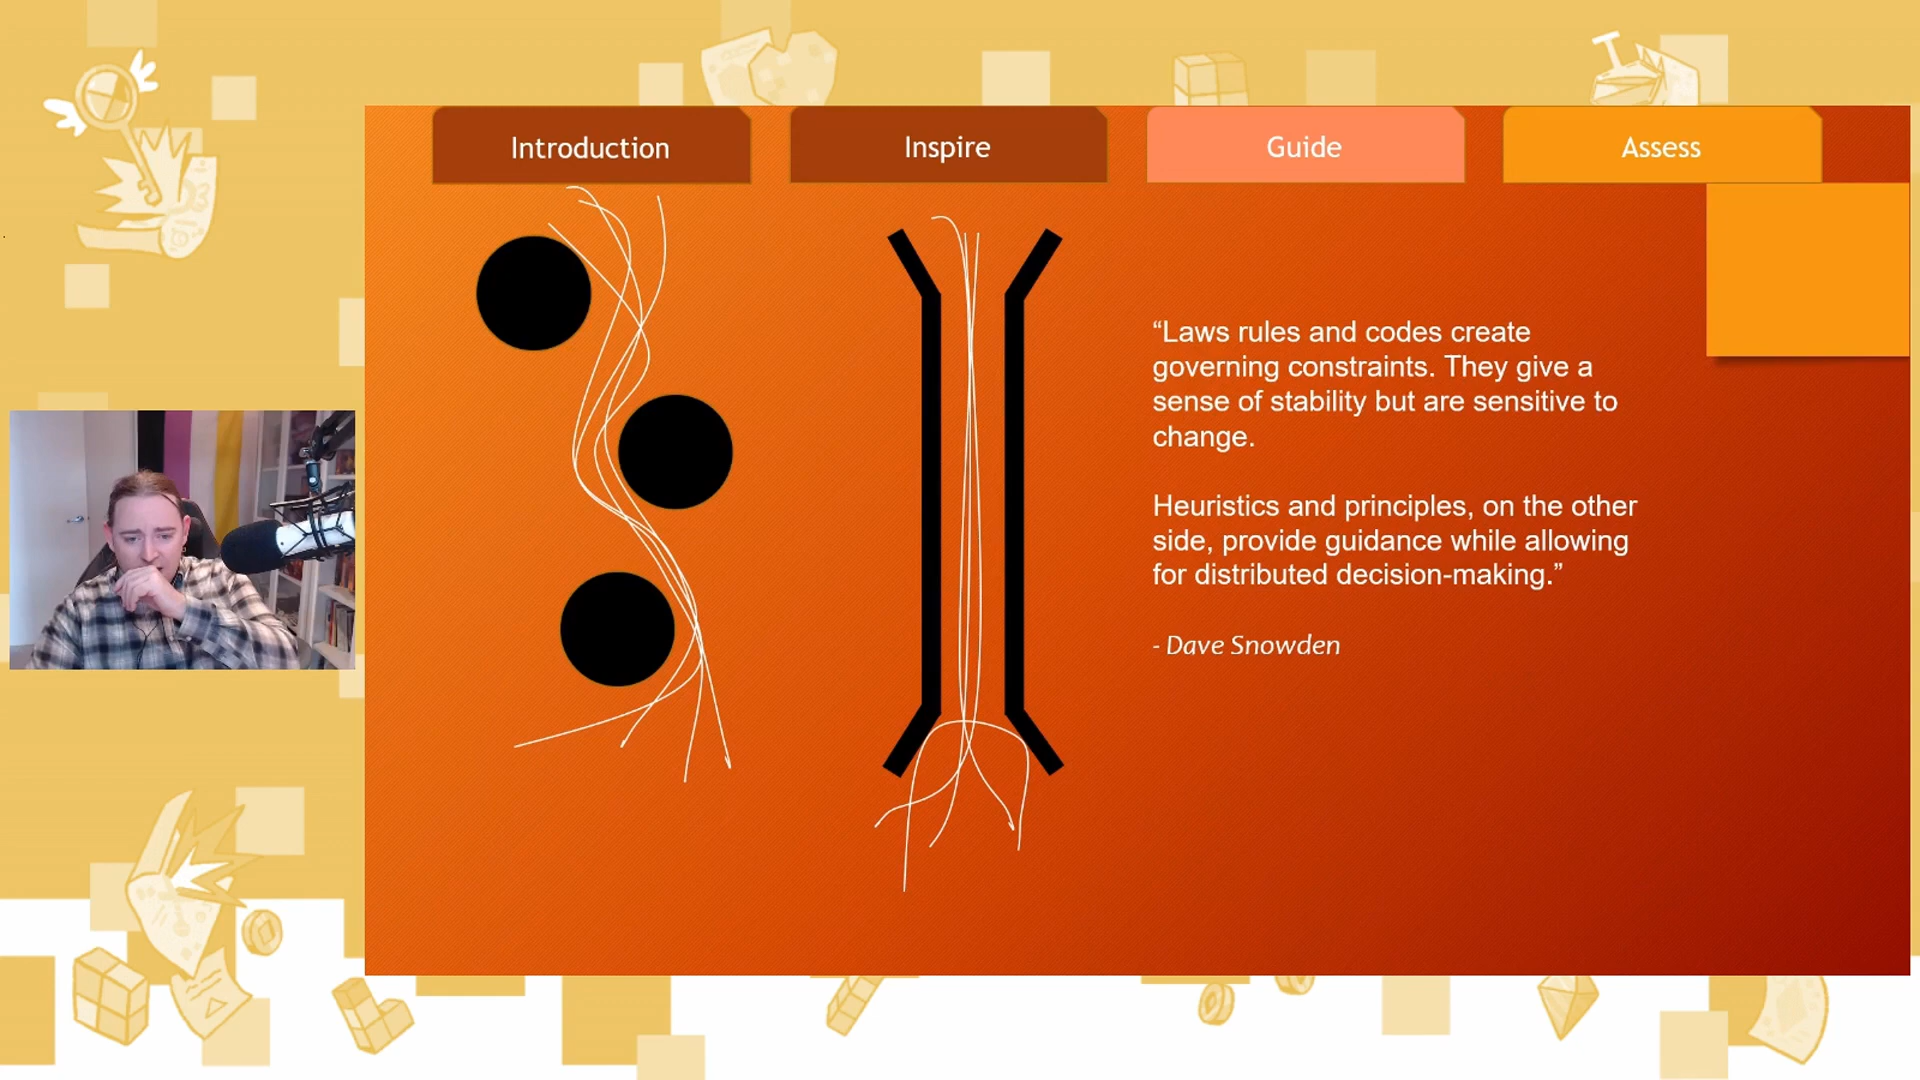 Introduction
Inspire
Guide
Assess
“Laws rules and codes create
governing constraints. They give a
sense of stability but are sensitive to
change.
Heuristics and principles, on the other
side, provide guidance while allowing
for distributed decision-making.”
- Dave Snowden